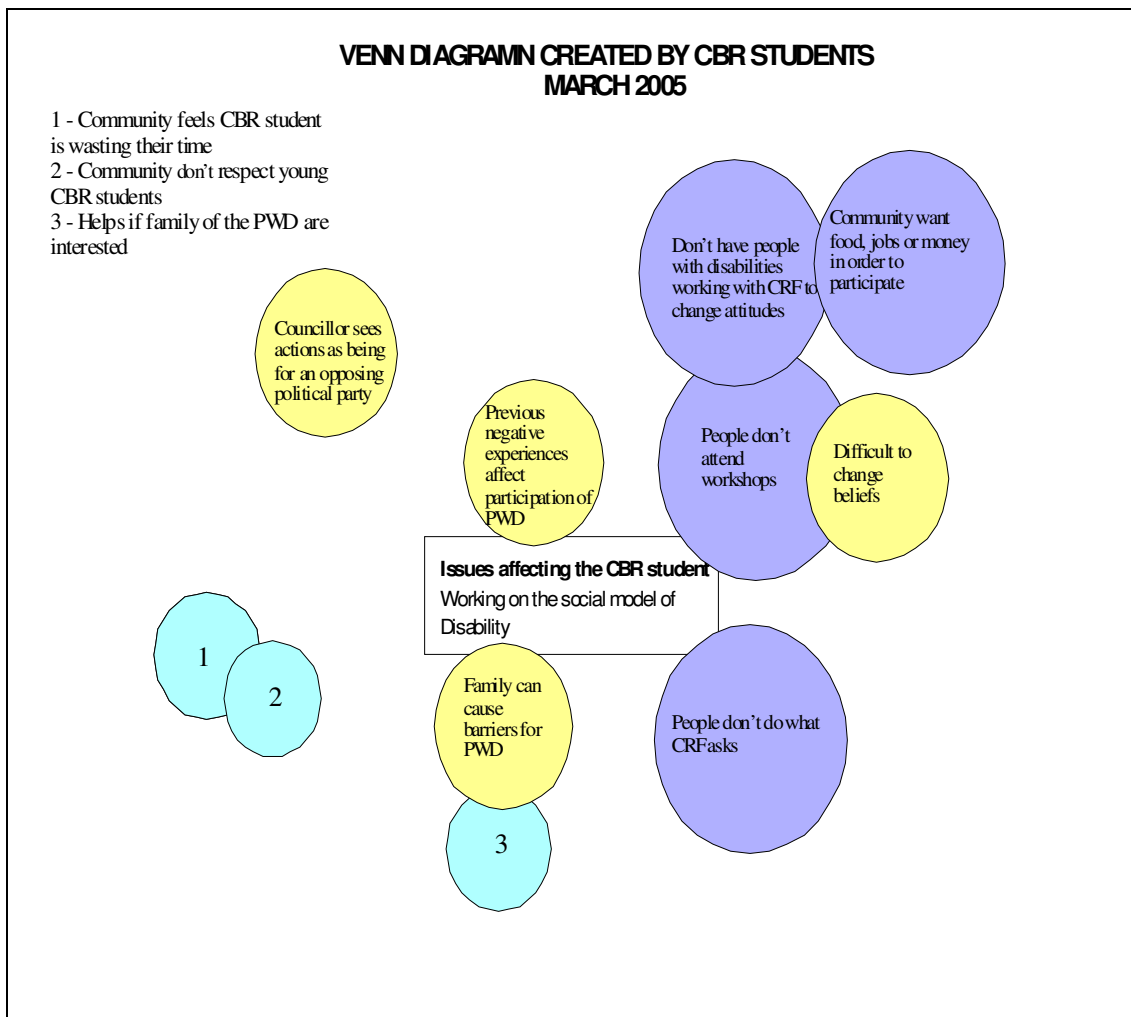 VENN DIAGRAMN CREATED BY CBR STUDENTS
MARCH 2005
1 - Community feels CBR student
is wasting their time
2 - Community don't respect young
CBR students
3 - Helps if family of the PWD are
interested
Don't have people
with disabilities
working with CRF to
change attitudes
Community want
food, jobs or money
in order to
participate
Councillor sees
actions as being
for an opposing
political party
Previous
negative
experiences
affect
participation of
PWD
People don't
attend
workshops
Difficult to
change
beliefs
Issues affecting the CBR student
Working on the social model of
Disability
1
2
Family can
cause
barriers for
PWD
People don't do what
CRF asks
3